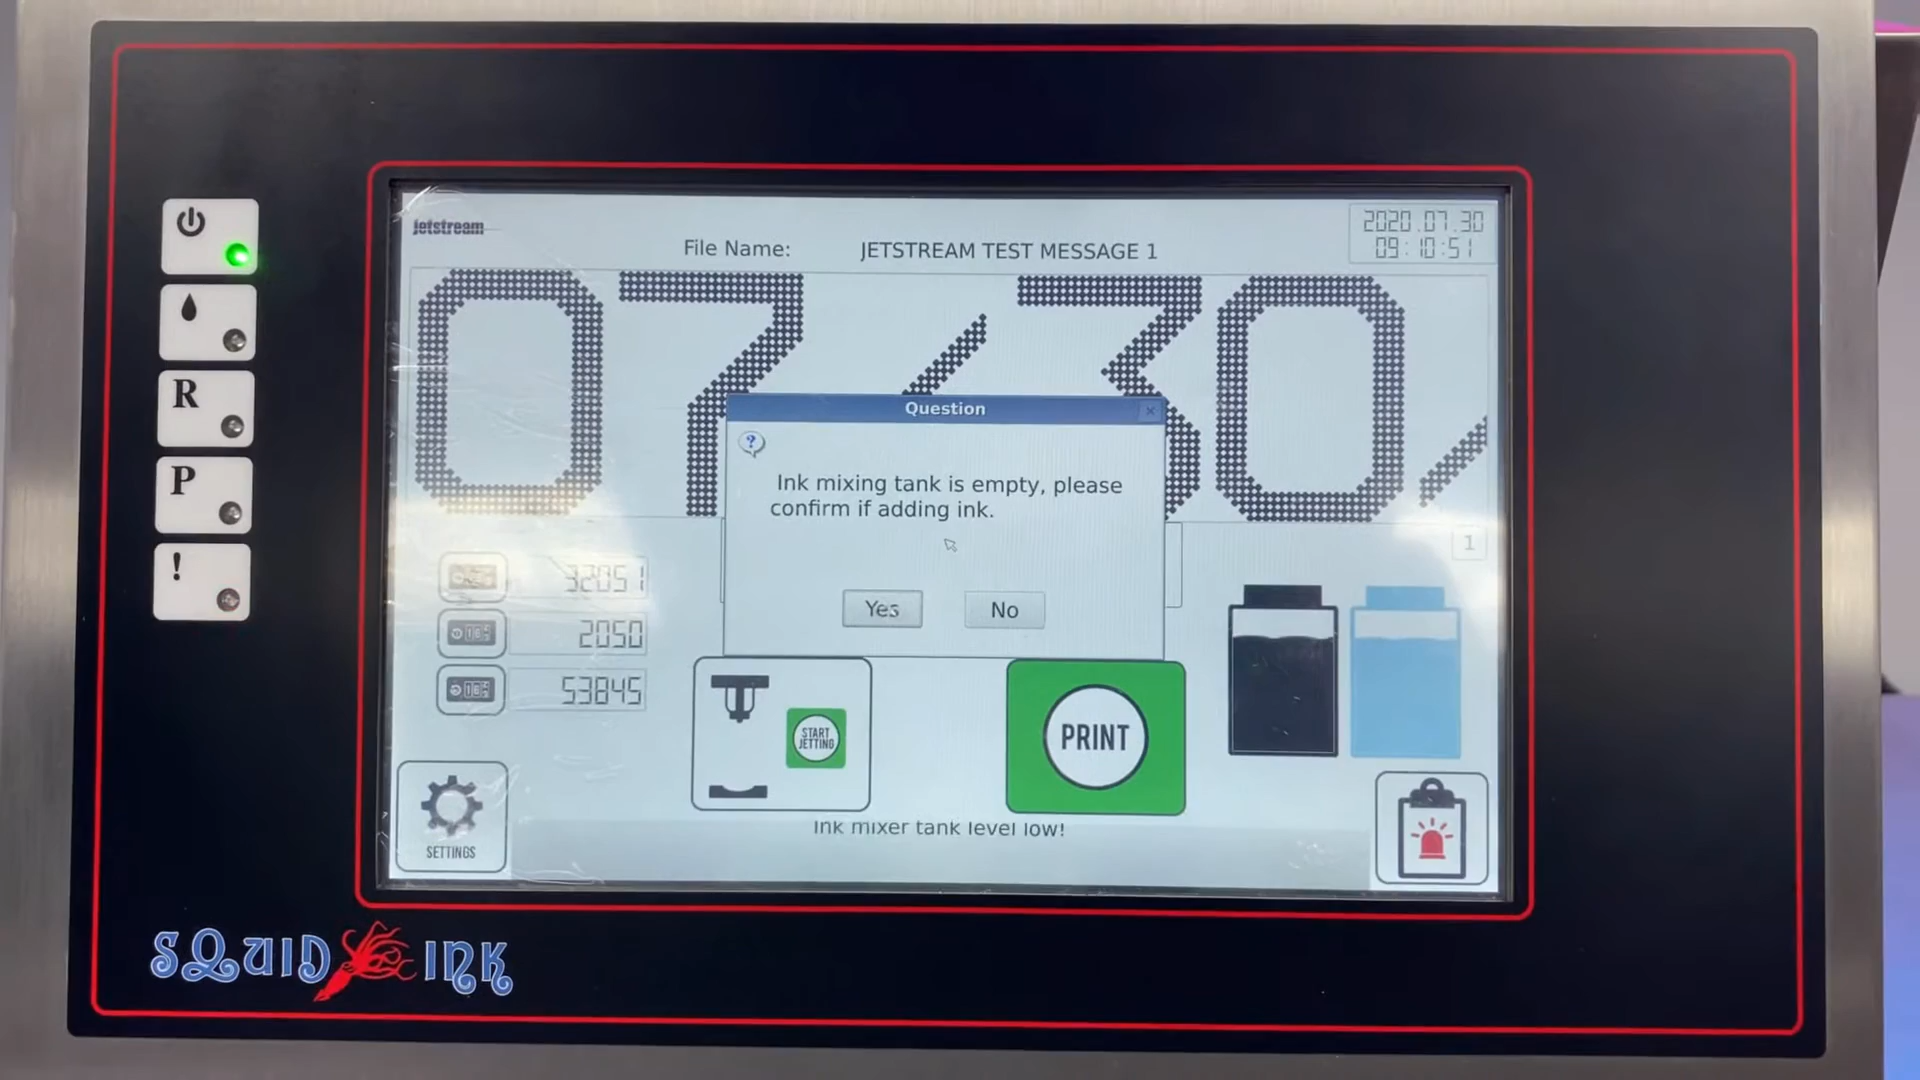 jetstream
File Name: JETSTREAM TEST MESSAGE 1
2020.07.30
09:10:51
07/30/
Question
?
Ink mixing tank is empty, please
confirm if adding ink.
Yes No
1
32051
2050
53845
START
JETTING
PRINT
Ink mixer tank level low!
SETTINGS
R
P
!
SQUID INK